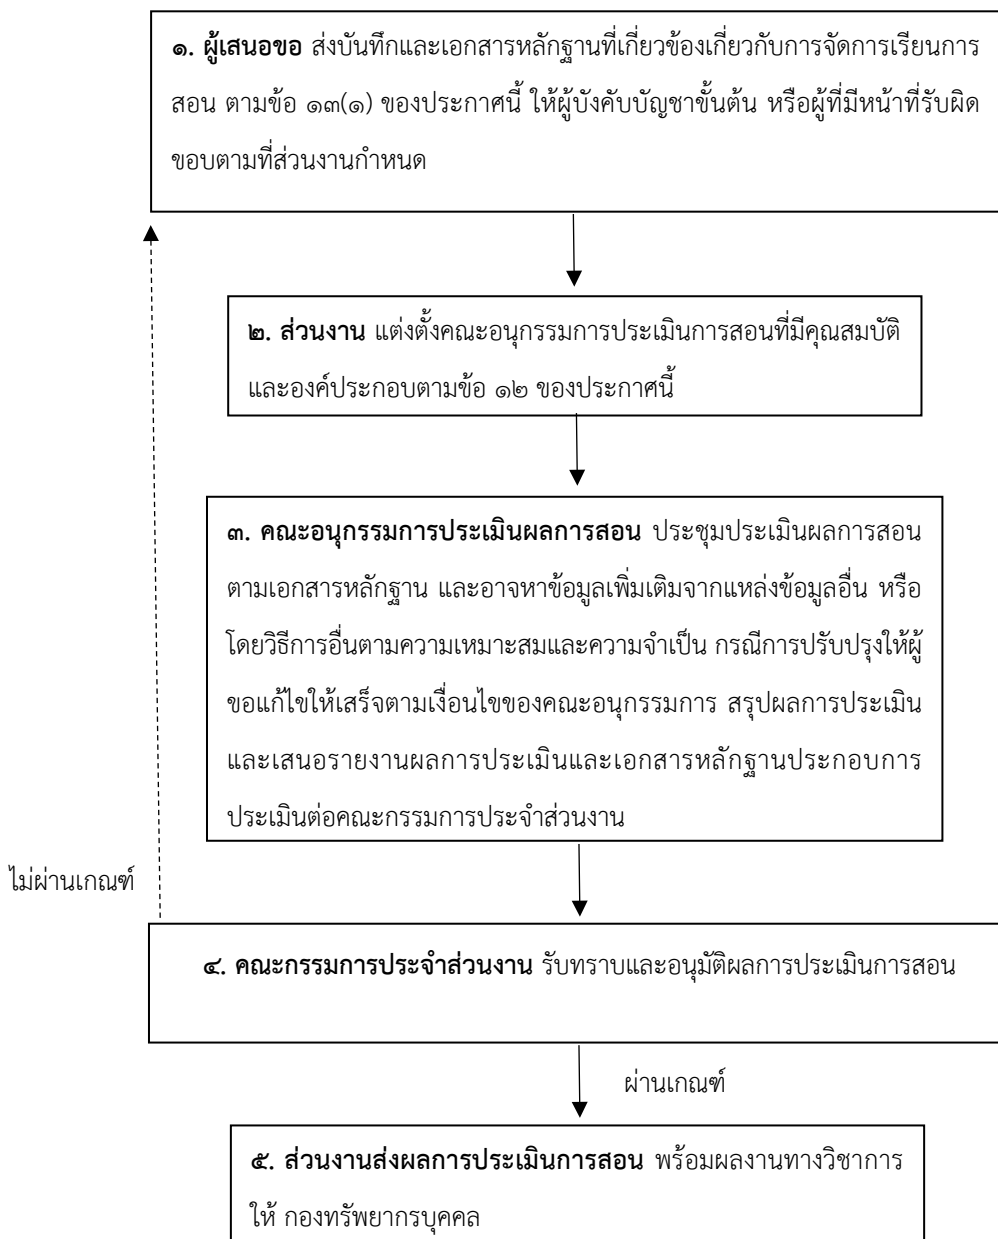 ๑. ผู้เสนอขอ ส่งบันทึกและเอกสารหลักฐานที่เกี่ยวข้องเกี่ยวกับการจัดการเรียนการ
สอน ตามข้อ ๑๓(๑) ของประกาศนี้ ให้ผู้บังคับบัญชาขั้นต้น หรือผู้ที่มีหน้าที่รับผิด
ขอบตามที่ส่วนงานกำหนด
๒. ส่วนงาน แต่งตั้งคณะอนุกรรมการประเมินการสอนที่มีคุณสมบัติ
และองค์ประกอบตามข้อ ๑๒ ของประกาศนี้
๓. คณะอนุกรรมการประเมินผลการสอน ประชุมประเมินผลการสอน
ตามเอกสารหลักฐาน และอาจหาข้อมูลเพิ่มเติมจากแหล่งข้อมูลอื่น หรือ
โดยวิธีการอื่นตามความเหมาะสมและความจำเป็น กรณีการปรับปรุงให้ผู้
ขอแก้ไขให้เสร็จตามเงื่อนไขของคณะอนุกรรมการ สรุปผลการประเมิน
และเสนอรายงานผลการประเมินและเอกสารหลักฐานประกอบการ
ประเมินต่อคณะกรรมการประจำส่วนงาน
ไม่ผ่านเกณฑ์
๔. คณะกรรมการประจำส่วนงาน รับทราบและอนุมัติผลการประเมินการสอน
ผ่านเกณฑ์
๕. ส่วนงานส่งผลการประเมินการสอน พร้อมผลงานทางวิชาการ
ให้ กองทรัพยากรบุคคล